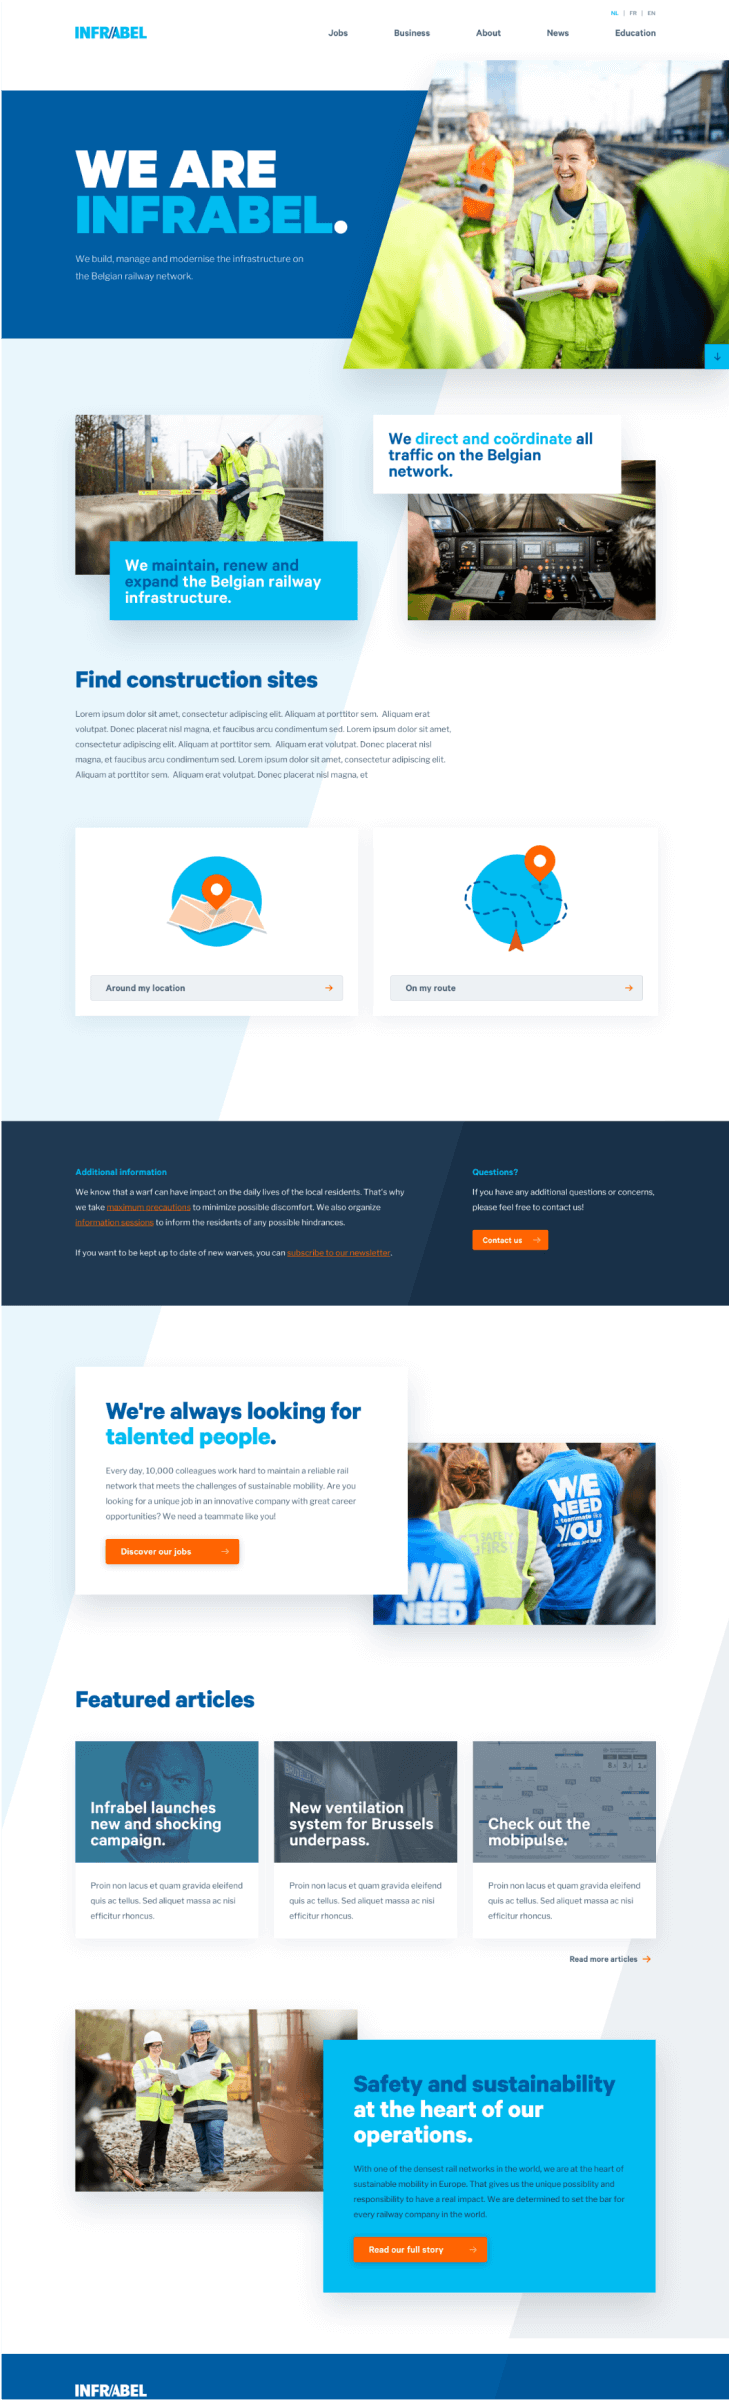 NL | FR | EN
INFR/ABEL
Jobs Business About News Education
WE ARE
INFRABEL.
We build, manage and modernise the infrastructure on
the Belgian railway network.
We direct and coördinate all
traffic on the Belgian
network.
We maintain, renew and
expand the Belgian railway
infrastructure.
Find construction sites
Lorem ipsum dolor sit amet, consectetur adipiscing elit. Aliquam at porttitor sem. Aliquam erat
volutpat. Donec placerat nisl magna, et faucibus arcu condimentum sed. Lorem ipsum dolor sit amet,
consectetur adipiscing elit. Aliquam at porttitor sem. Aliquam erat volutpat. Donec placerat nisl
magna, et faucibus arcu condimentum sed. Lorem ipsum dolor sit amet, consectetur adipiscing elit.
Aliquam at porttitor sem. Aliquam erat volutpat. Donec placerat nisl magna, et
Around my location
On my route
Additional information
We know that a warf can have impact on the daily lives of the local residents. That's why
we take maximum precautions to minimize possible discomfort. We also organize
information sessions to inform the residents of any possible hindrances.
If you want to be kept up to date of new warves, you can subscribe to our newsletter.
Questions?
If you have any additional questions or concerns,
please feel free to contact us!
Contact us
We're always looking for
talented people.
Every day, 10,000 colleagues work hard to maintain a reliable rail
network that meets the challenges of sustainable mobility. Are you
looking for a unique job in an innovative company with great career
opportunities? We need a teammate like you!
Discover our jobs
SAFETY
FIRST
W/E
NEED
a teammate like
Y/OU
W/E
NEED
Featured articles
Infrabel launches
new and shocking
campaign.
Proin non lacus et quam gravida eleifend
quis ac tellus. Sed aliquet massa ac nisi
efficitur rhoncus.
New ventilation
system for Brussels
underpass.
Proin non lacus et quam gravida eleifend
quis ac tellus. Sed aliquet massa ac nisi
efficitur rhoncus.
Check out the
mobipulse.
Proin non lacus et quam gravida eleifend
quis ac tellus. Sed aliquet massa ac nisi
efficitur rhoncus.
Read more articles
Safety and sustainability
at the heart of our
operations.
With one of the densest rail networks in the world, we are at the heart of
sustainable mobility in Europe. That gives us the unique possiblity and
responsibility to have a real impact. We are determined to set the bar for
every railway company in the world.
Read our full story
INFR/ABEL